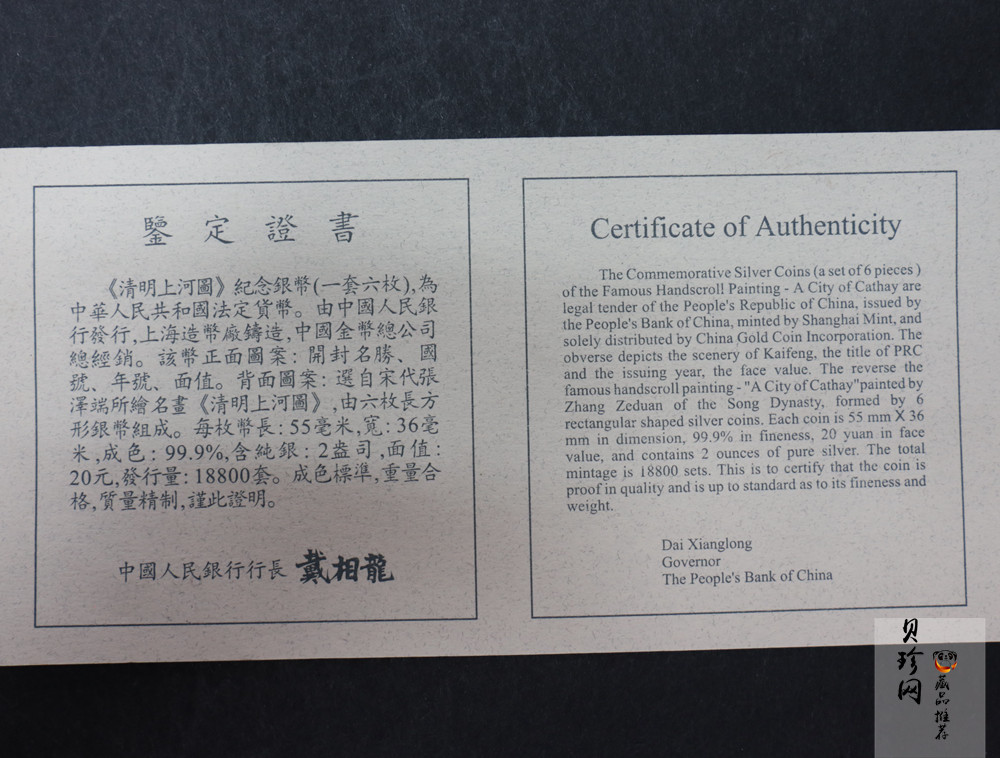 鑒定證書
《清明上河圖》紀念銀幣(一套六枚),為
中華人民共和國法定貨幣。由中國人民銀
行發行,上海造幣廠鑄造,中國金幣總公司
總經銷。該幣正面圖案:開封名勝、國
號、年號、面值。背面圖案:選自宋代張
澤端所繪名畫《清明上河圖》,由六枚長方
形銀幣組成。每枚幣長:55毫米,寬:36毫
米,成色:99.9%,含純銀:2盎司,面值:
20元,發行量:18800套。成色標準,重量合
格,質量精制,謹此證明。
中國人民銀行行長 戴相龍
Certificate of Authenticity
The Commemorative Silver Coins (a set of 6 pieces )
of the Famous Handscroll Painting - A City of Cathay are
legal tender of the People's Republic of China, issued by
the People's Bank of China, minted by Shanghai Mint, and
solely distributed by China Gold Coin Incorporation. The
obverse depicts the scenery of Kaifeng, the title of PRC
and the issuing year, the face value. The reverse the
famous handscroll painting - "A City of Cathay"painted by
Zhang Zeduan of the Song Dynasty, formed by 6
rectangular shaped silver coins. Each coin is 55 mm X 36
mm in dimension, 99.9% in fineness, 20 yuan in face
value, and contains 2 ounces of pure silver. The total
mintage is 18800 sets. This is to certify that the coin is
proof in quality and is up to standard as to its fineness and
weight.
Dai Xianglong
Governor
The People's Bank of China
贝珍网
藏品推荐